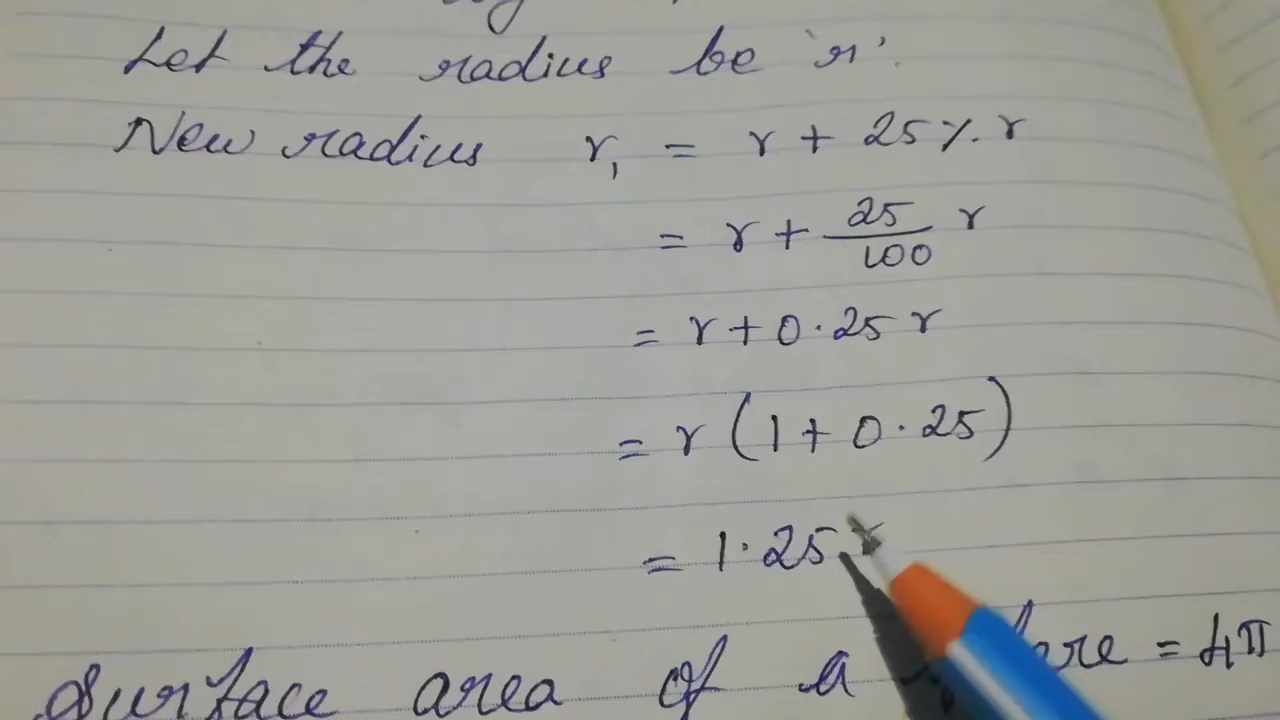 Let the radius be 'r'.
New radius r₁ = r + 25%. r
= r + 25/100 r
= r + 0.25 r
= r (1 + 0.25)
= 1.25 r
Surface area of a = 4π